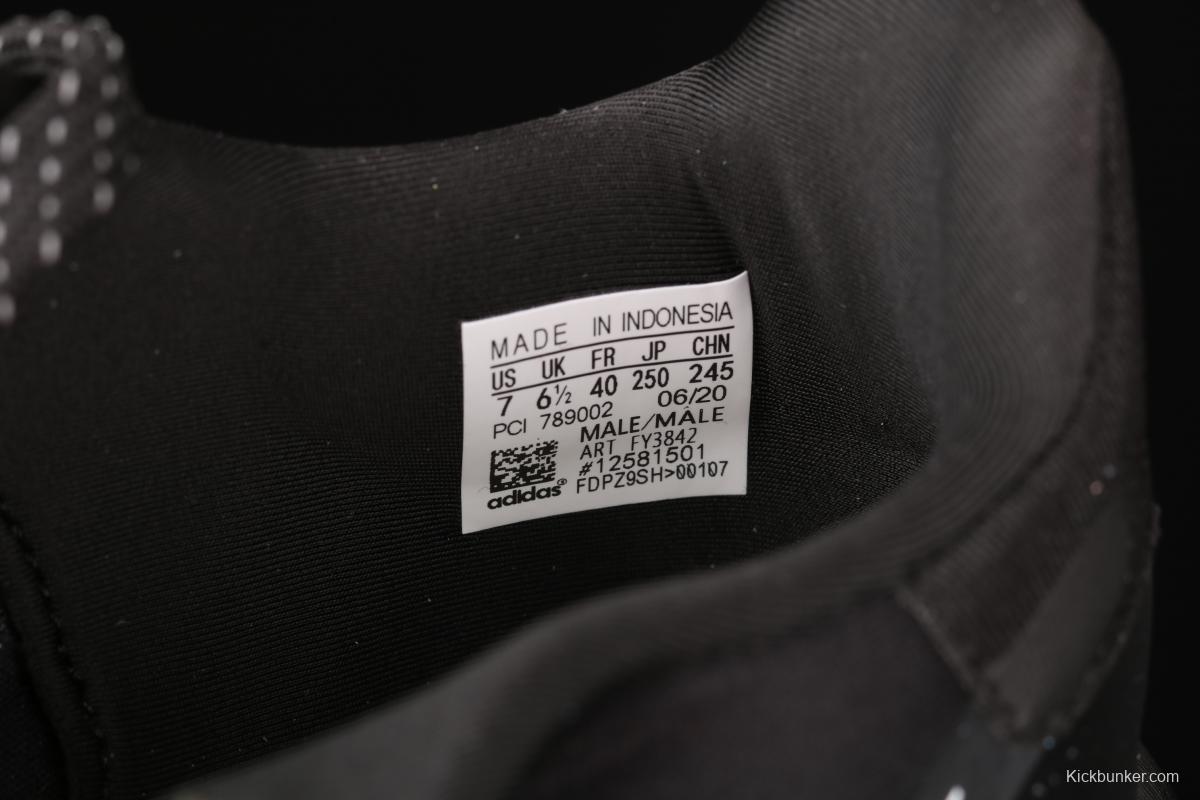 MADE IN INDONESIA
US UK FR JP CHN
7 6½ 40 250 245
PCI 789002 06/20
MALE/MÂLE
ART FY3842
#12581501
FDPZ9SH>00107
adidas®
Kickbunker.com